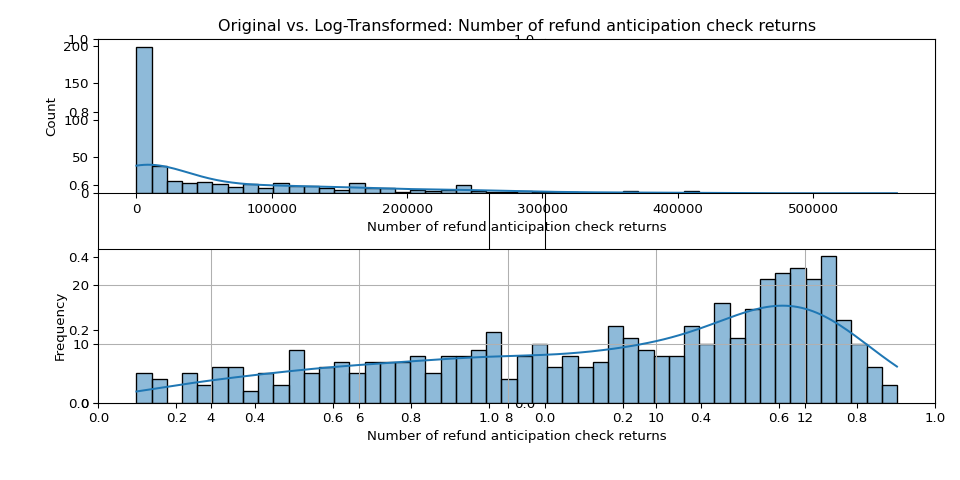 Original vs. Log-Transformed: Number of refund anticipation check returns
1.0
1.0
200
150
0.8
100
50
0.6
0
Count
0 100000 200000 300000 400000 500000
Number of refund anticipation check returns
0.4
20
0.2
10
0.0
0.0
Frequency
0.0 0.2 4 0.4 0.6 6 0.8 1.0 8 0.0 0.2 10 0.4 0.6 12 0.8 1.0
Number of refund anticipation check returns